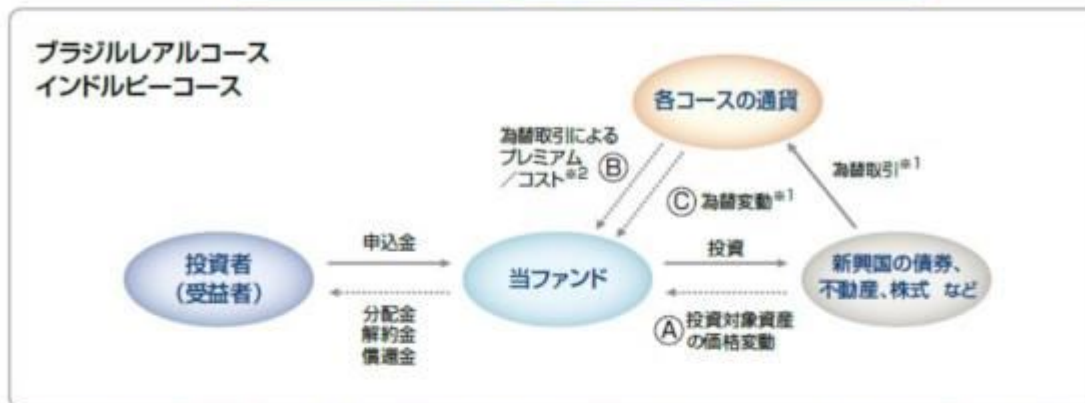 ブラジルレアルコース
インドルピーコース
各コースの通貨
為替取引による
プレミアム
／コスト※2
Ⓑ
Ⓒ 為替変動※1
為替取引※1
投資者
（受益者）
申込金
分配金
解約金
償還金
当ファンド
投資
Ⓐ 投資対象資産
の価格変動
新興国の債券、
不動産、株式 など